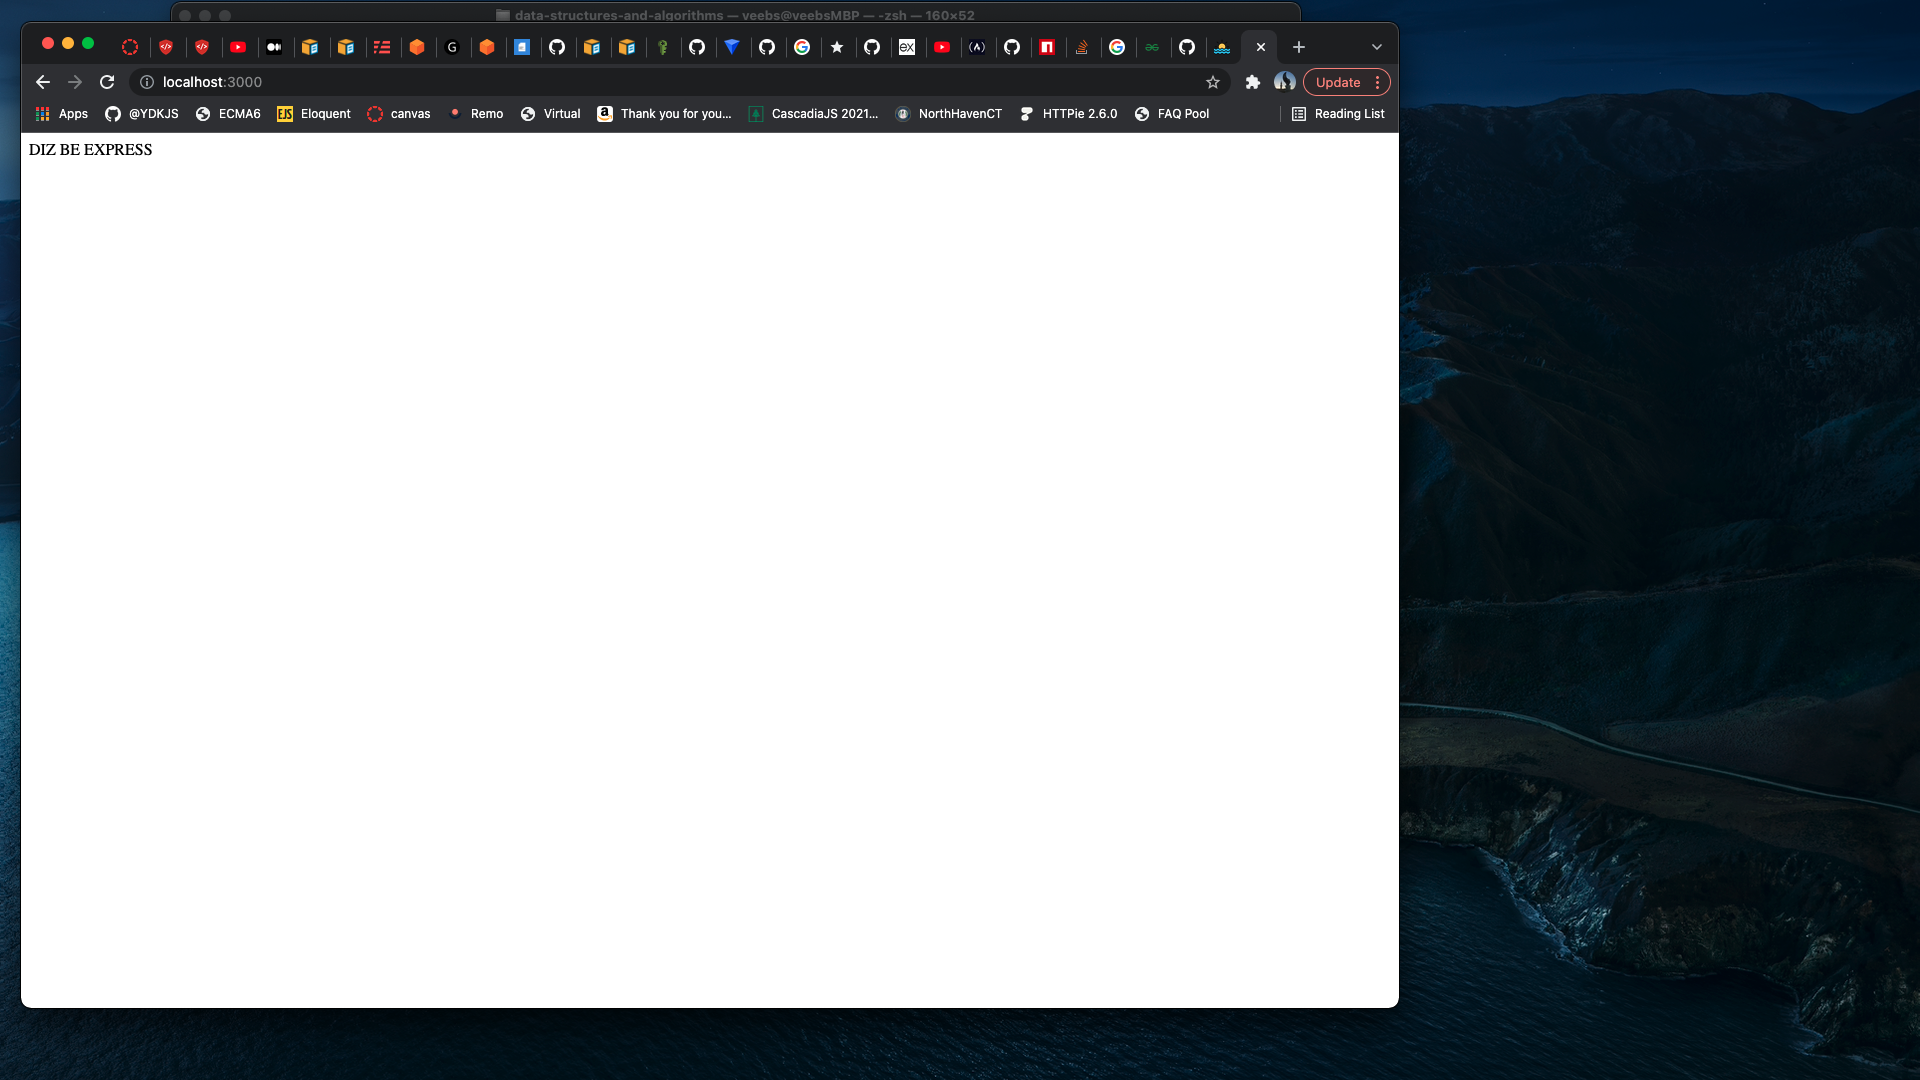 data-structures-and-algorithms — veebs@veebsMBP — -zsh — 160×52
localhost:3000
Update
Apps @YDKJS ECMA6 EJS Eloquent canvas Remo Virtual Thank you for you... CascadiaJS 2021... NorthHavenCT HTTPie 2.6.0 FAQ Pool Reading List
DIZ BE EXPRESS